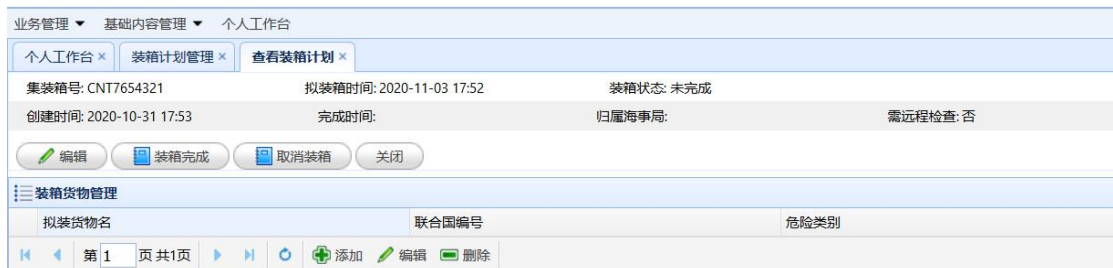 业务管理 基础内容管理 个人工作台
个人工作台 × 装箱计划管理 × 查看装箱计划 ×
集装箱号: CNT7654321 拟装箱时间: 2020-11-03 17:52 装箱状态: 未完成
创建时间: 2020-10-31 17:53 完成时间: 归属海事局: 需远程检查: 否
编辑 装箱完成 取消装箱 关闭
装箱货物管理
拟装货物名 联合国编号 危险类别
第 1 页 共1页 添加 编辑 删除